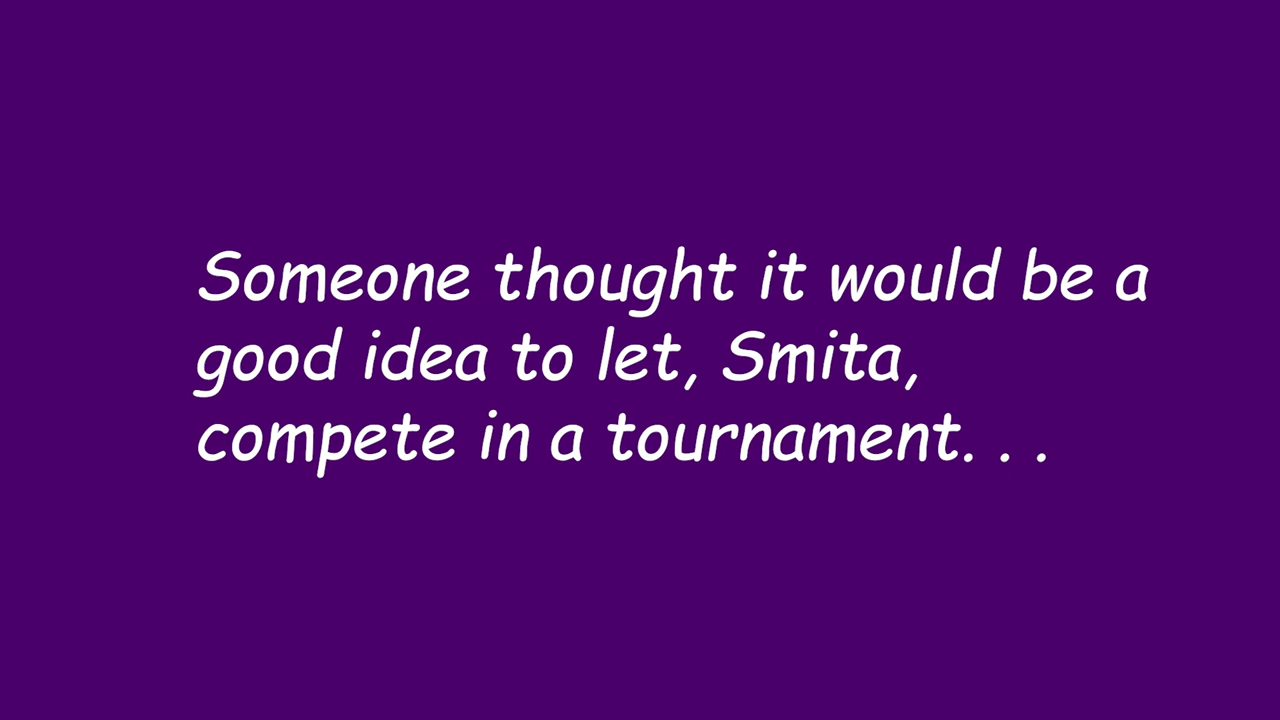 Someone thought it would be a
good idea to let, Smita,
compete in a tournament. . .